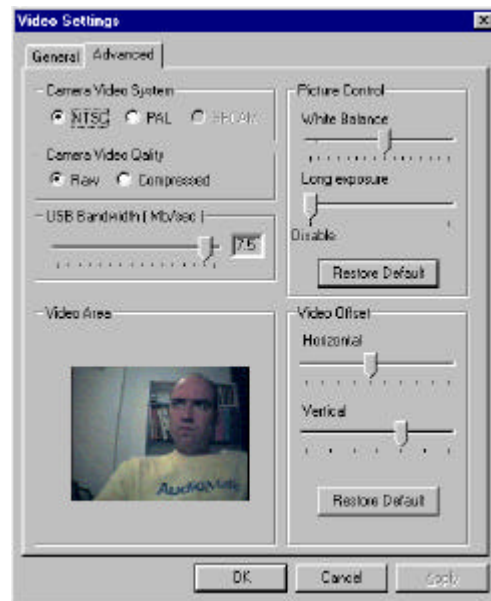 Video Settings
General Advanced
Camera Video System
NTSC PAL SECAM
Camera Video Qality
Raw Compressed
USB Bandwidth ( Mb/sec )
7.5
Video Area
AudioMatic
Picture Control
White Balance
Long exposure
Disable
Restore Default
Video Offset
Horizontal
Vertical
Restore Default
OK Cancel Apply